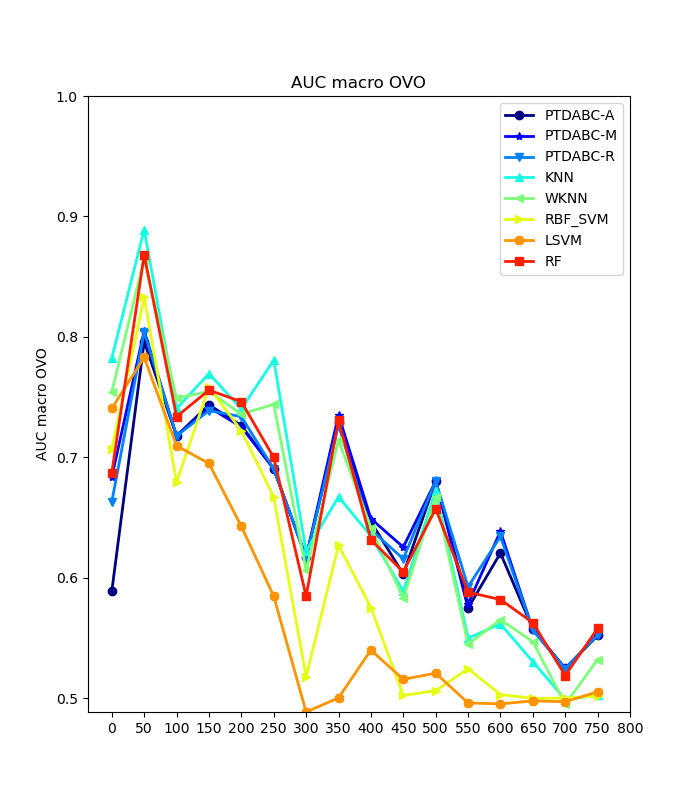 AUC macro OVO
1.0
0.9
0.8
0.7
0.6
0.5
AUC macro OVO
PTDABC-A
PTDABC-M
PTDABC-R
KNN
WKNN
RBF_SVM
LSVM
RF
0 50 100 150 200 250 300 350 400 450 500 550 600 650 700 750 800